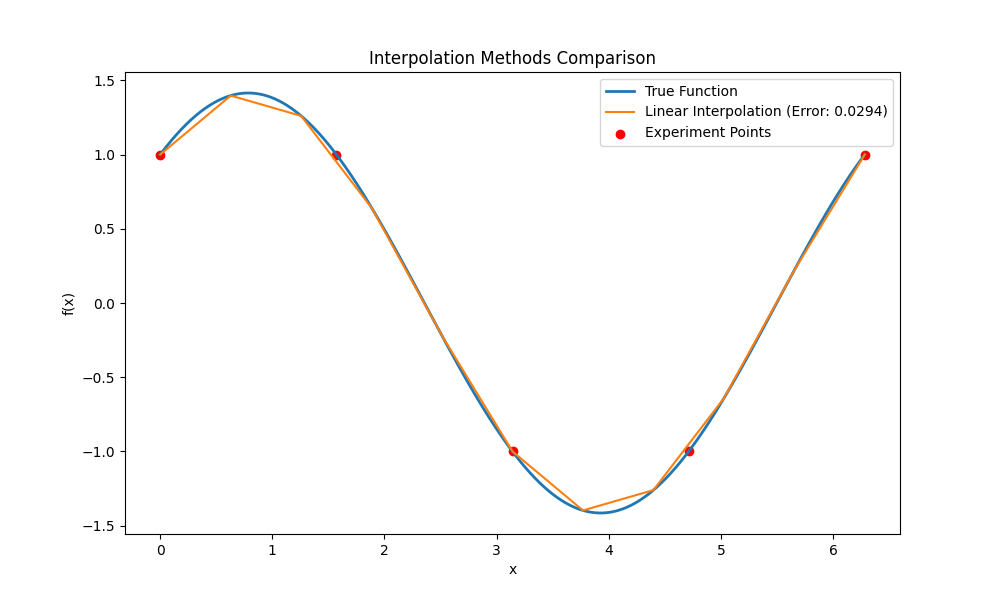 Interpolation Methods Comparison
True Function
Linear Interpolation (Error: 0.0294)
Experiment Points
1.5
1.0
0.5
0.0
−0.5
−1.0
−1.5
f(x)
0 1 2 3 4 5 6
x